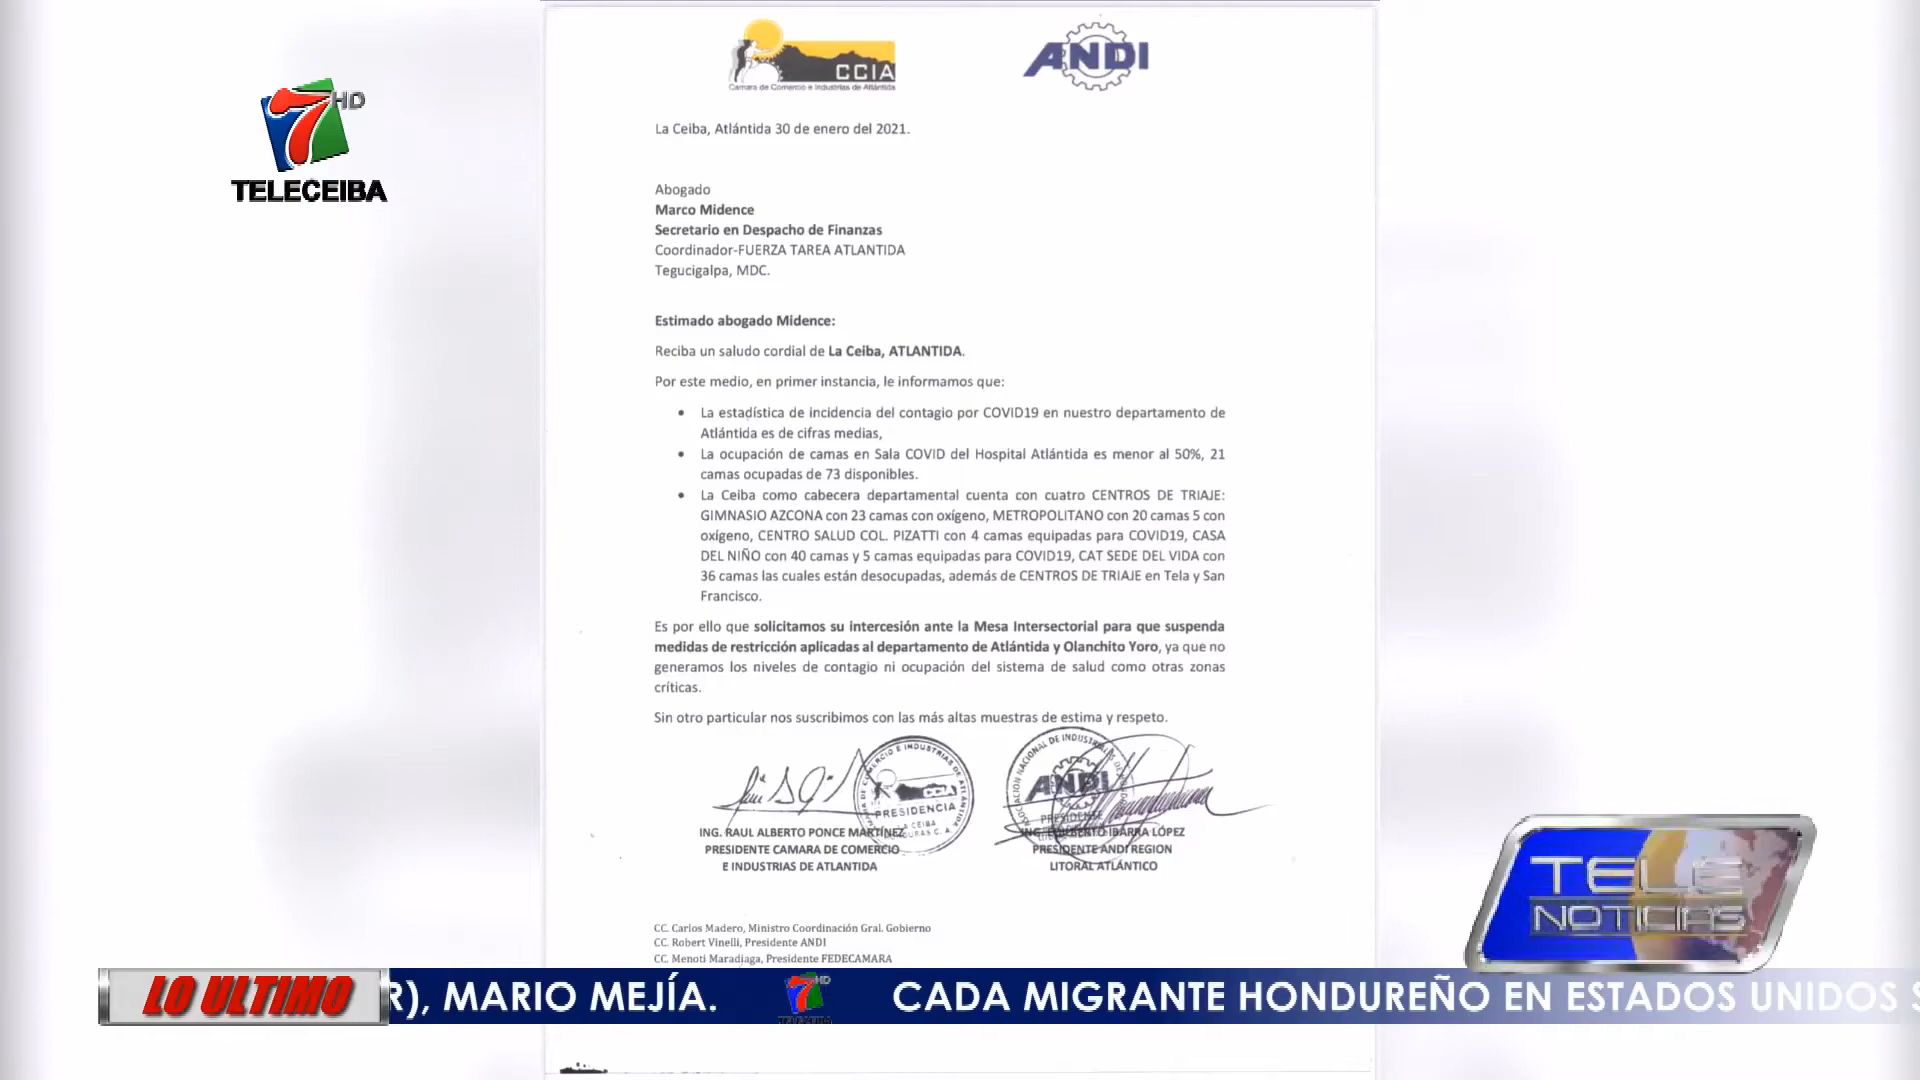 CCIA
Camara de Comercio e Industrias de Atlántida
ANDI
7 HD
TELECEIBA
La Ceiba, Atlántida 30 de enero del 2021.
Abogado
Marco Midence
Secretario en Despacho de Finanzas
Coordinador-FUERZA TAREA ATLANTIDA
Tegucigalpa, MDC.
Estimado abogado Midence:
Reciba un saludo cordial de La Ceiba, ATLANTIDA.
Por este medio, en primer instancia, le informamos que:
• La estadística de incidencia del contagio por COVID19 en nuestro departamento de
Atlántida es de cifras medias,
• La ocupación de camas en Sala COVID del Hospital Atlántida es menor al 50%, 21
camas ocupadas de 73 disponibles.
• La Ceiba como cabecera departamental cuenta con cuatro CENTROS DE TRIAJE:
GIMNASIO AZCONA con 23 camas con oxígeno, METROPOLITANO con 20 camas 5 con
oxígeno, CENTRO SALUD COL. PIZATTI con 4 camas equipadas para COVID19, CASA
DEL NIÑO con 40 camas y 5 camas equipadas para COVID19, CAT SEDE DEL VIDA con
36 camas las cuales están desocupadas, además de CENTROS DE TRIAJE en Tela y San
Francisco.
Es por ello que solicitamos su intercesión ante la Mesa Intersectorial para que suspenda
medidas de restricción aplicadas al departamento de Atlántida y Olanchito Yoro, ya que no
generamos los niveles de contagio ni ocupación del sistema de salud como otras zonas
críticas.
Sin otro particular nos suscribimos con las más altas muestras de estima y respeto.
CCIA
PRESIDENCIA
LA CEIBA
ANDI
PRESIDENTE
ING. RAUL ALBERTO PONCE MARTÍNEZ
PRESIDENTE CAMARA DE COMERCIO
E INDUSTRIAS DE ATLANTIDA
IBARRA LÓPEZ
PRESIDENTE ANDI REGION
LITORAL ATLÁNTICO
CC. Carlos Madero, Ministro Coordinación Gral. Gobierno
CC. Robert Vinelli, Presidente ANDI
CC. Menoti Maradiaga, Presidente FEDECAMARA
TELE
NOTICIAS
LO ULTIMO
R), MARIO MEJÍA. 7 HD TELECEIBA CADA MIGRANTE HONDUREÑO EN ESTADOS UNIDOS S